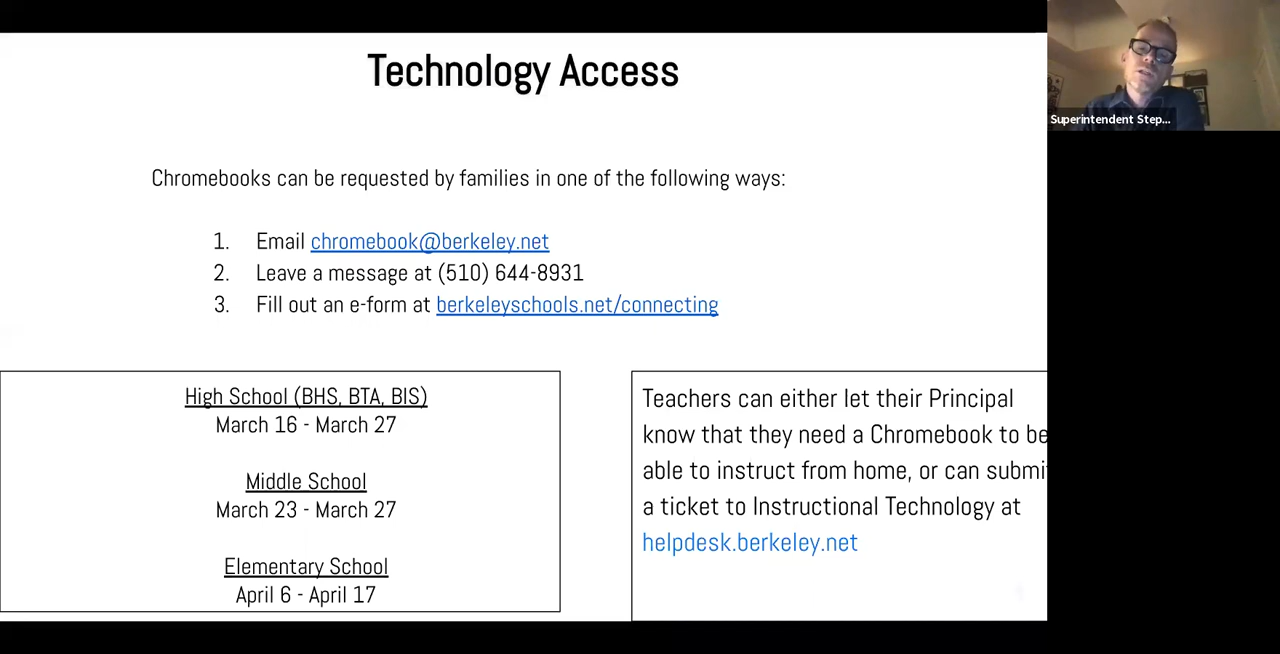 Technology Access
Superintendent Step...
Chromebooks can be requested by families in one of the following ways:
1. Email chromebook@berkeley.net
2. Leave a message at (510) 644-8931
3. Fill out an e-form at berkeleyschools.net/connecting
High School (BHS, BTA, BIS)
March 16 - March 27
Middle School
March 23 - March 27
Elementary School
April 6 - April 17
Teachers can either let their Principal
know that they need a Chromebook to be
able to instruct from home, or can submi
a ticket to Instructional Technology at
helpdesk.berkeley.net